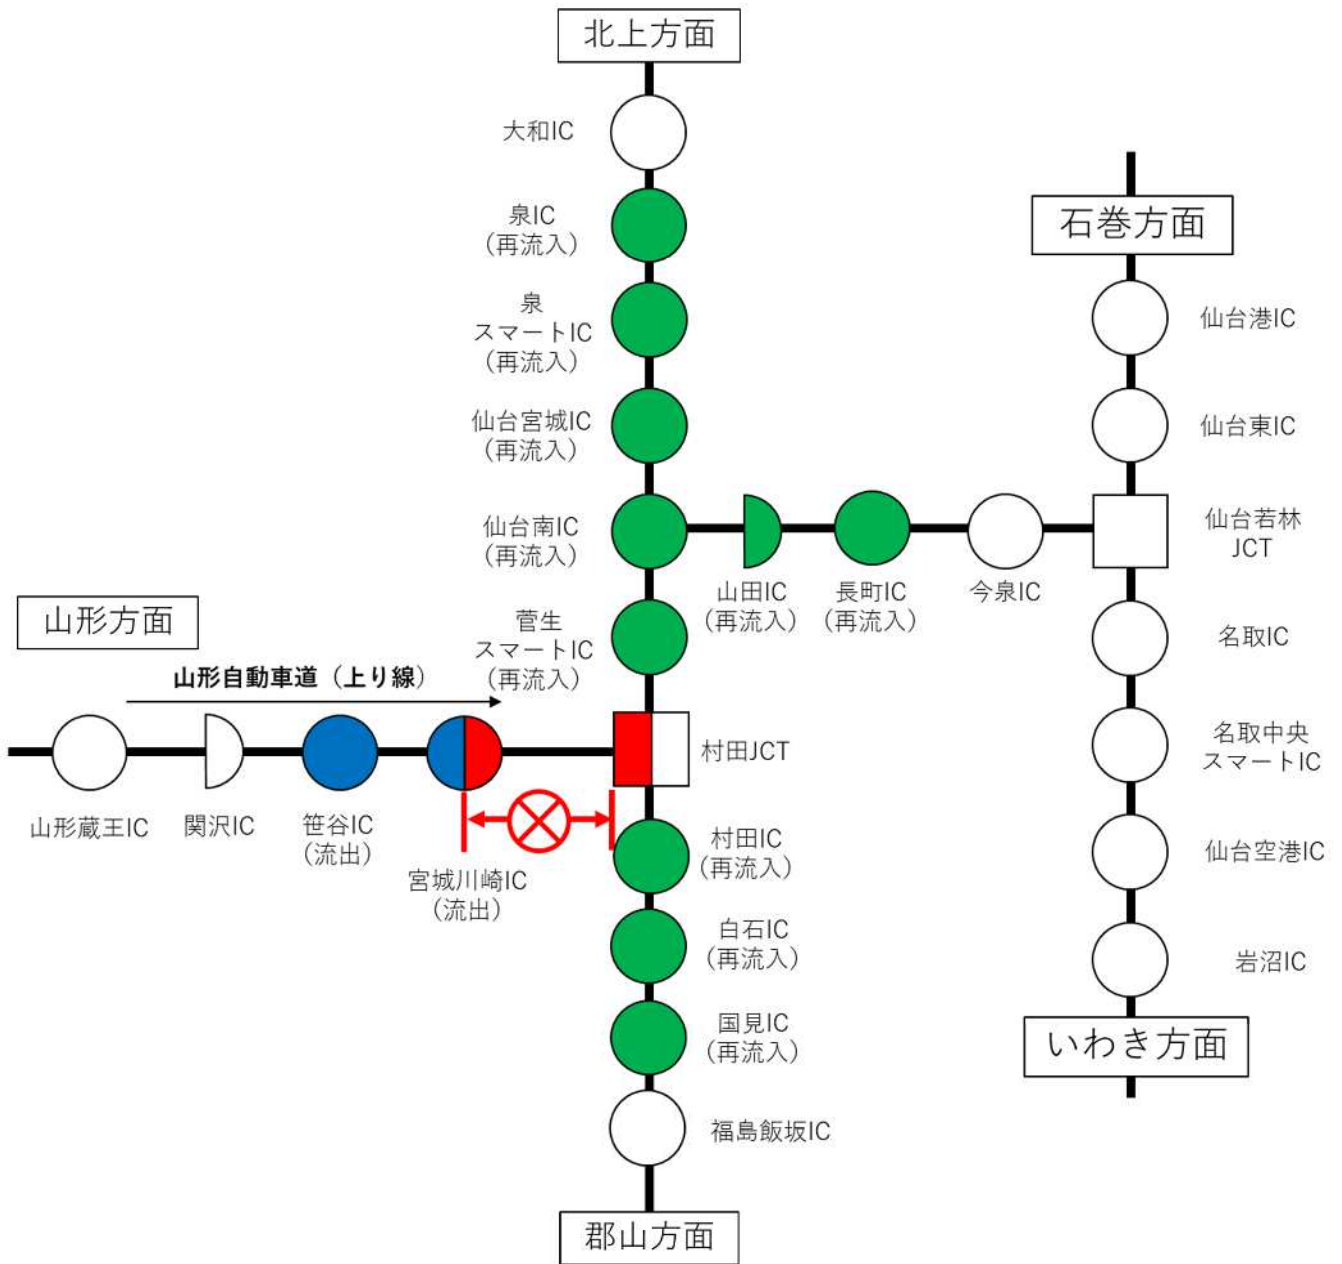 北上方面
大和IC
泉IC
(再流入)
泉
スマートIC
(再流入)
仙台宮城IC
(再流入)
仙台南IC
(再流入)
菅生
スマートIC
(再流入)
山田IC
(再流入)
長町IC
(再流入)
今泉IC
石巻方面
仙台港IC
仙台東IC
仙台若林
JCT
名取IC
名取中央
スマートIC
仙台空港IC
岩沼IC
いわき方面
山形方面
山形自動車道（上り線）
山形蔵王IC
関沢IC
笹谷IC
(流出)
宮城川崎IC
(流出)
村田JCT
村田IC
(再流入)
白石IC
(再流入)
国見IC
(再流入)
福島飯坂IC
郡山方面